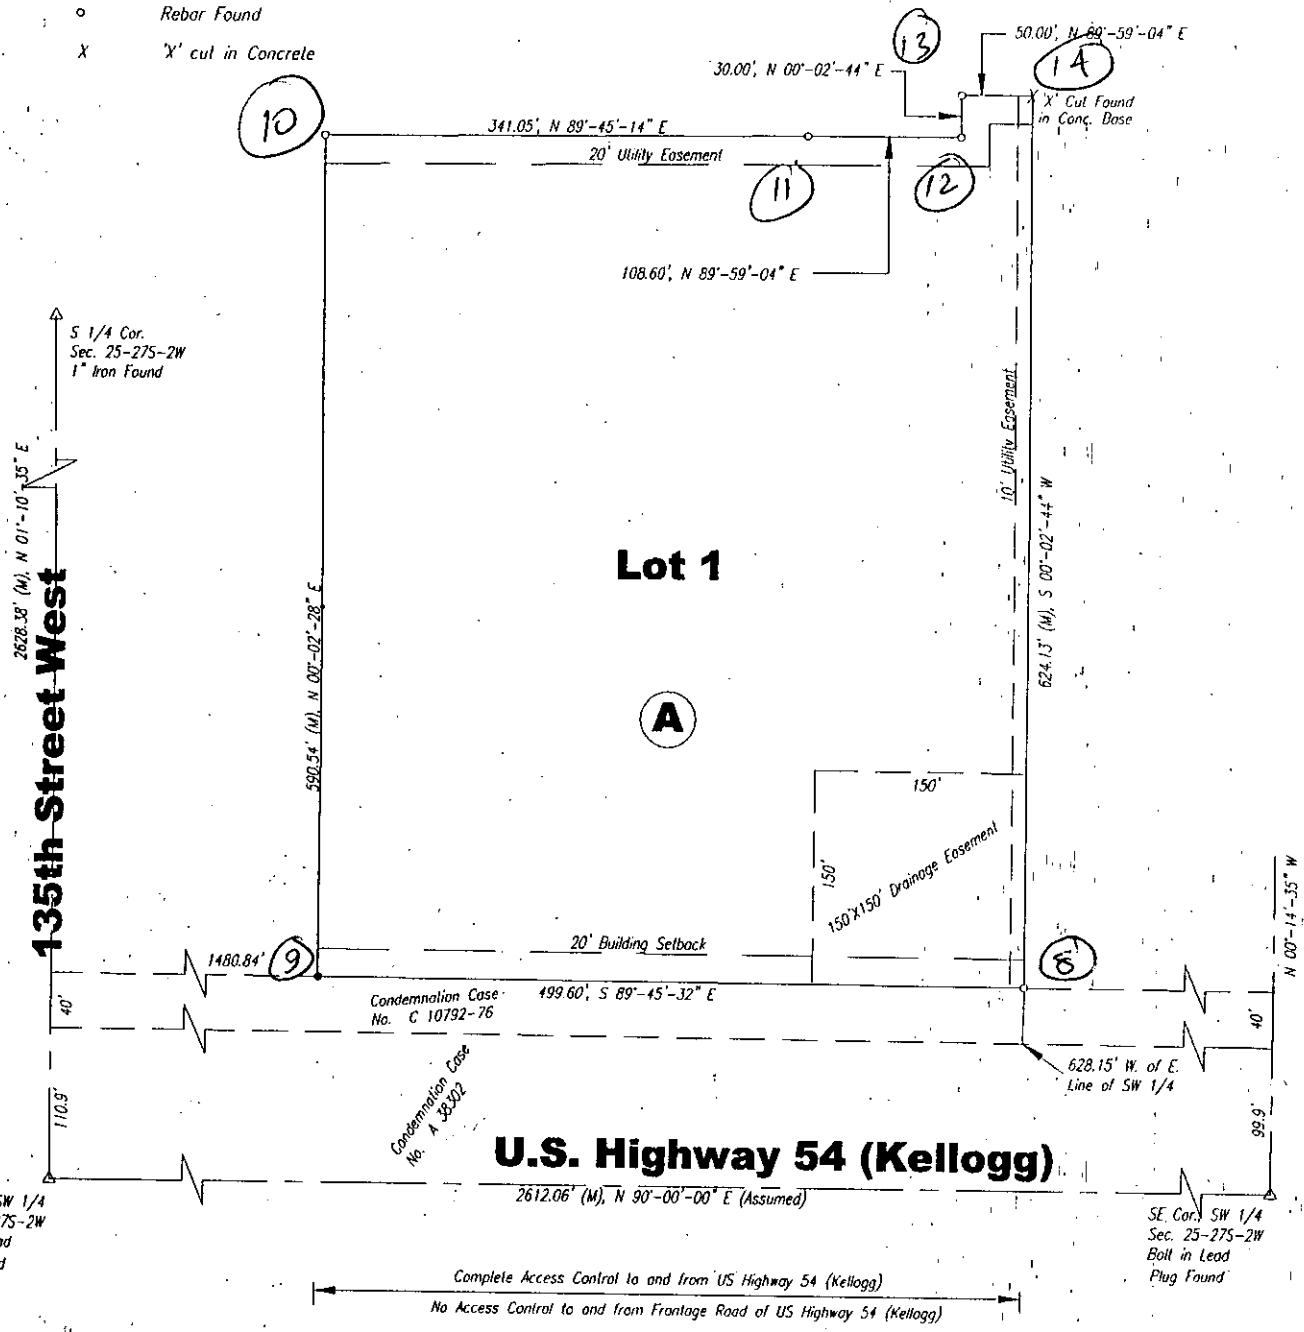 Rebar Found
X 'X' cut in Concrete
13
50.00', N 89°-59'-04" E
14
30.00', N 00°-02'-44" E
'X' Cut Found
in Conc. Base
10
341.05', N 89°-45'-14" E
20' Utility Easement
11
12
108.60', N 89°-59'-04" E
S 1/4 Cor.
Sec. 25-27S-2W
1" Iron Found
2628.38' (M), N 01°-10'-35" E
135th Street West
10' Utility Easement
624.13' (M), S 00°-02'-44" W
Lot 1
A
590.54' (M), N 00°-02'-28" E
150'
150'
150'X150' Drainage Easement
N 00°-14'-35" W
20' Building Setback
1480.84'
9
8
499.60', S 89°-45'-32" E
Condemnation Case
No. C 10792-76
40'
40'
628.15' W. of E.
Line of SW 1/4
Condemnation Case
No. A 38302
110.9'
99.9'
U.S. Highway 54 (Kellogg)
2612.06' (M), N 90°-00'-00" E (Assumed)
SW 1/4
7S-2W
SE Cor. SW 1/4
Sec. 25-27S-2W
Bolt in Lead
Plug Found
Complete Access Control to and from US Highway 54 (Kellogg)
No Access Control to and from Frontage Road of US Highway 54 (Kellogg)